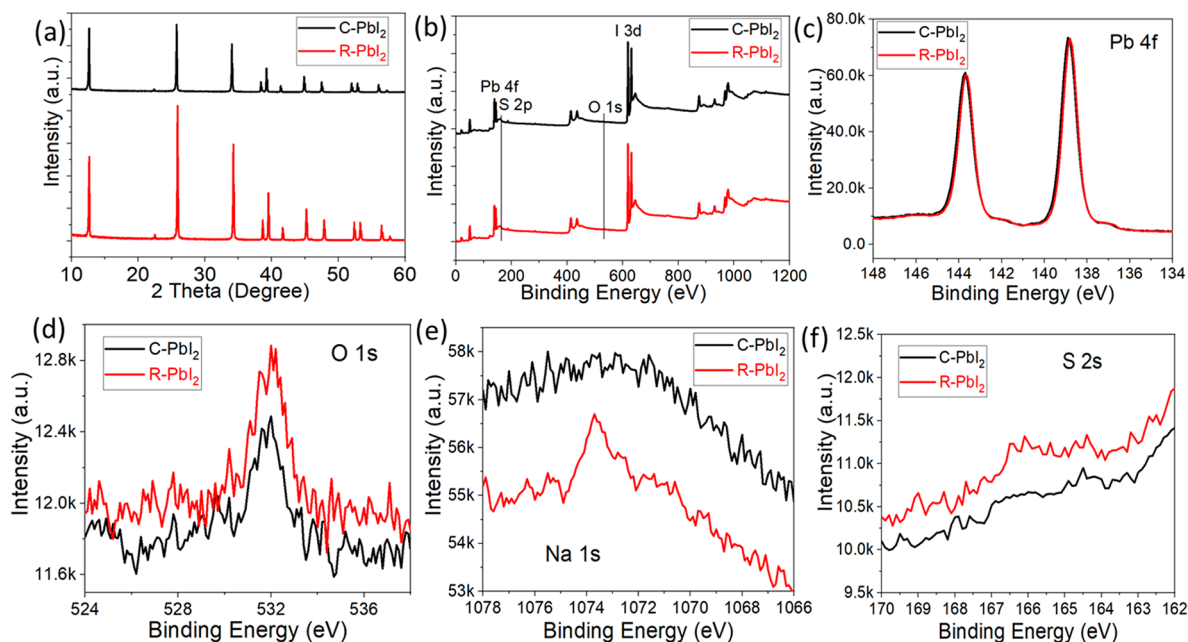 (a)
C-PbI₂
R-PbI₂
Intensity (a.u.)
10 20 30 40 50 60
2 Theta (Degree)
(b)
I 3d
C-PbI₂
R-PbI₂
Pb 4f
S 2p
O 1s
Intensity (a.u.)
0 200 400 600 800 1000 1200
Binding Energy (eV)
(c)
80.0k
60.0k
40.0k
20.0k
0.0
C-PbI₂
R-PbI₂
Pb 4f
Intensity (a.u.)
148 146 144 142 140 138 136 134
Binding Energy (eV)
(d)
12.8k
12.4k
12.0k
11.6k
C-PbI₂
R-PbI₂
O 1s
Intensity (a.u.)
524 528 532 536
Binding Energy (eV)
(e)
58k
57k
56k
55k
54k
53k
C-PbI₂
R-PbI₂
Na 1s
Intensity (a.u.)
1078 1076 1074 1072 1070 1068 1066
Binding Energy (eV)
(f)
12.5k
12.0k
11.5k
11.0k
10.5k
10.0k
9.5k
C-PbI₂
R-PbI₂
S 2s
Intensity (a.u.)
170 169 168 167 166 165 164 163 162
Binding Energy (eV)